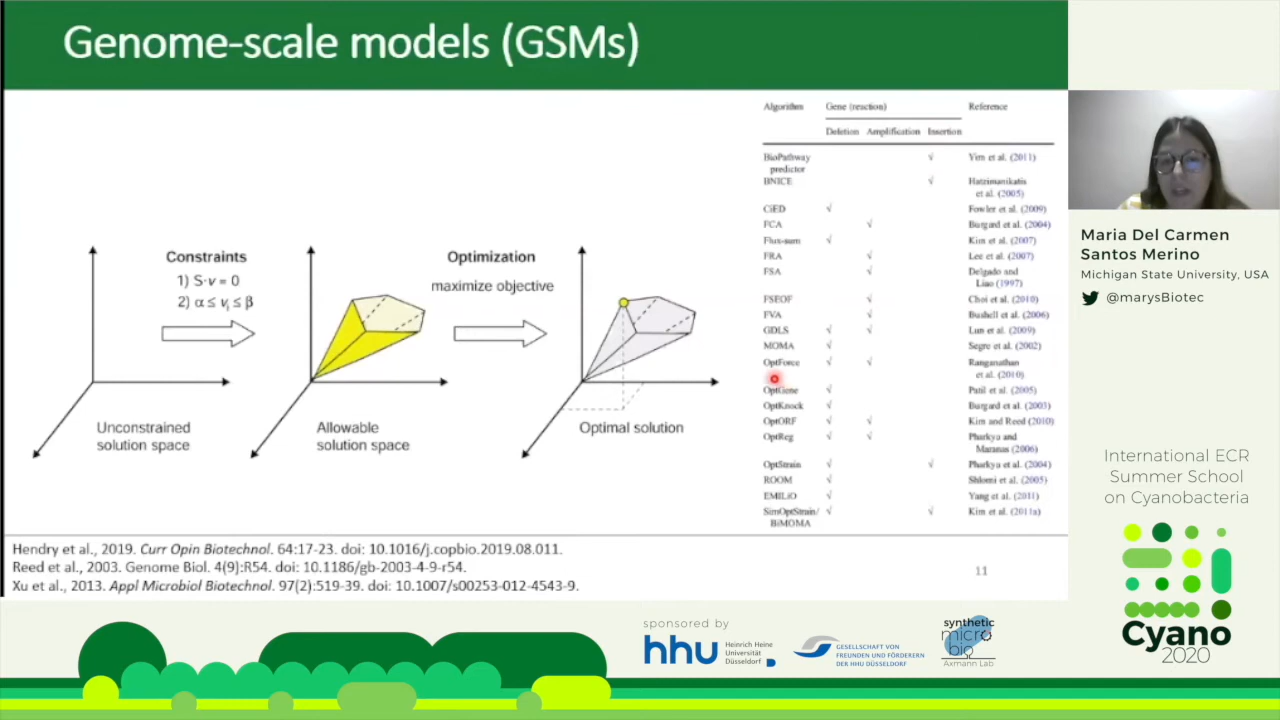 Genome-scale models (GSMs)
Constraints
1) S·v = 0
2) α ≤ vᵢ ≤ β
Optimization
maximize objective
Unconstrained
solution space
Allowable
solution space
Optimal solution
Algorithm Gene (reaction) Reference
Deletion Amplification Insertion
BioPathway √ Yim et al. (2011)
predictor
BNICE √ Hatzimanikatis
et al. (2005)
CiED √ Fowler et al. (2009)
FCA √ Burgard et al. (2004)
Flux-sum √ Kim et al. (2007)
FRA √ Lee et al. (2007)
FSA √ Delgado and
Liao (1997)
FSEOF √ Choi et al. (2010)
FVA √ Bushell et al. (2006)
GDLS √ √ Lun et al. (2009)
MOMA √ Segre et al. (2002)
OptForce √ √ Ranganathan
et al. (2010)
OptGene √ Patil et al. (2005)
OptKnock √ Burgard et al. (2003)
OptORF √ √ Kim and Reed (2010)
OptReg √ √ Pharkya and
Maranas (2006)
OptStrain √ √ Pharkya et al. (2004)
ROOM √ Shlomi et al. (2005)
EMILiO √ Yang et al. (2011)
SimOptStrain/ √ √ Kim et al. (2011a)
BiMOMA
Hendry et al., 2019. Curr Opin Biotechnol. 64:17-23. doi: 10.1016/j.copbio.2019.08.011.
Reed et al., 2003. Genome Biol. 4(9):R54. doi: 10.1186/gb-2003-4-9-r54.
Xu et al., 2013. Appl Microbiol Biotechnol. 97(2):519-39. doi: 10.1007/s00253-012-4543-9.
11
Maria Del Carmen
Santos Merino
Michigan State University, USA
@marysBiotec
International ECR
Summer School
on Cyanobacteria
Cyano
2020
sponsored by
hhu Heinrich Heine
Universität
Düsseldorf
GESELLSCHAFT VON
FREUNDEN UND FÖRDERERN
DER HHU DÜSSELDORF
synthetic
micro
bio
Axmann Lab